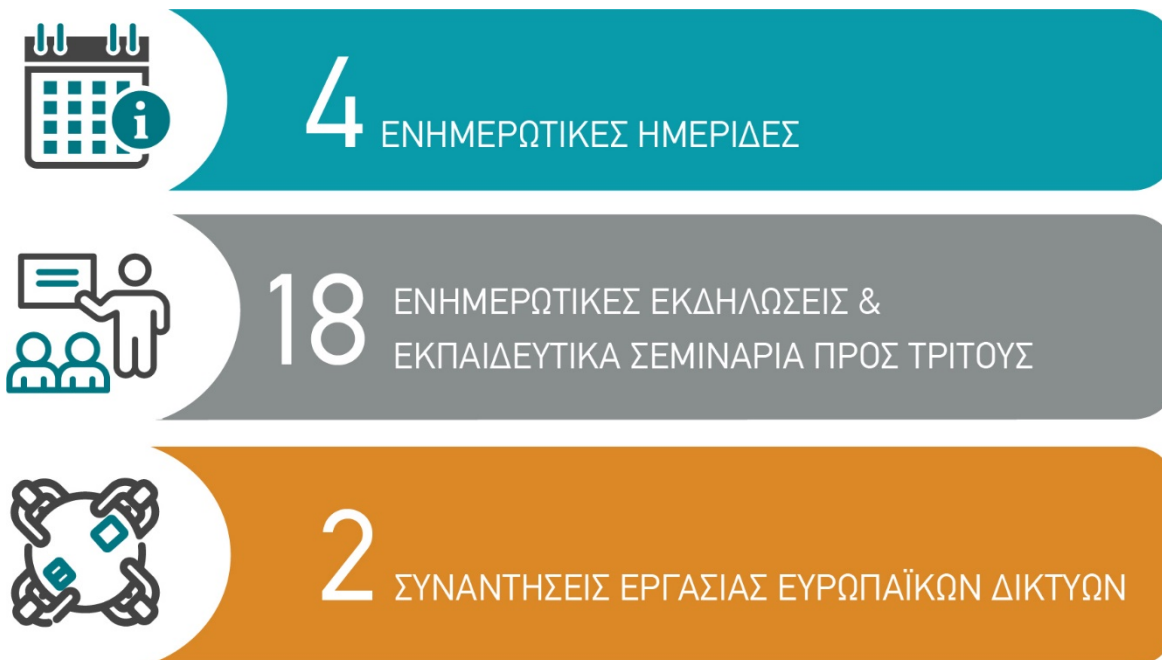 4 ΕΝΗΜΕΡΩΤΙΚΕΣ ΗΜΕΡΙΔΕΣ
18 ΕΝΗΜΕΡΩΤΙΚΕΣ ΕΚΔΗΛΩΣΕΙΣ &
ΕΚΠΑΙΔΕΥΤΙΚΑ ΣΕΜΙΝΑΡΙΑ ΠΡΟΣ ΤΡΙΤΟΥΣ
2 ΣΥΝΑΝΤΗΣΕΙΣ ΕΡΓΑΣΙΑΣ ΕΥΡΩΠΑΪΚΩΝ ΔΙΚΤΥΩΝ